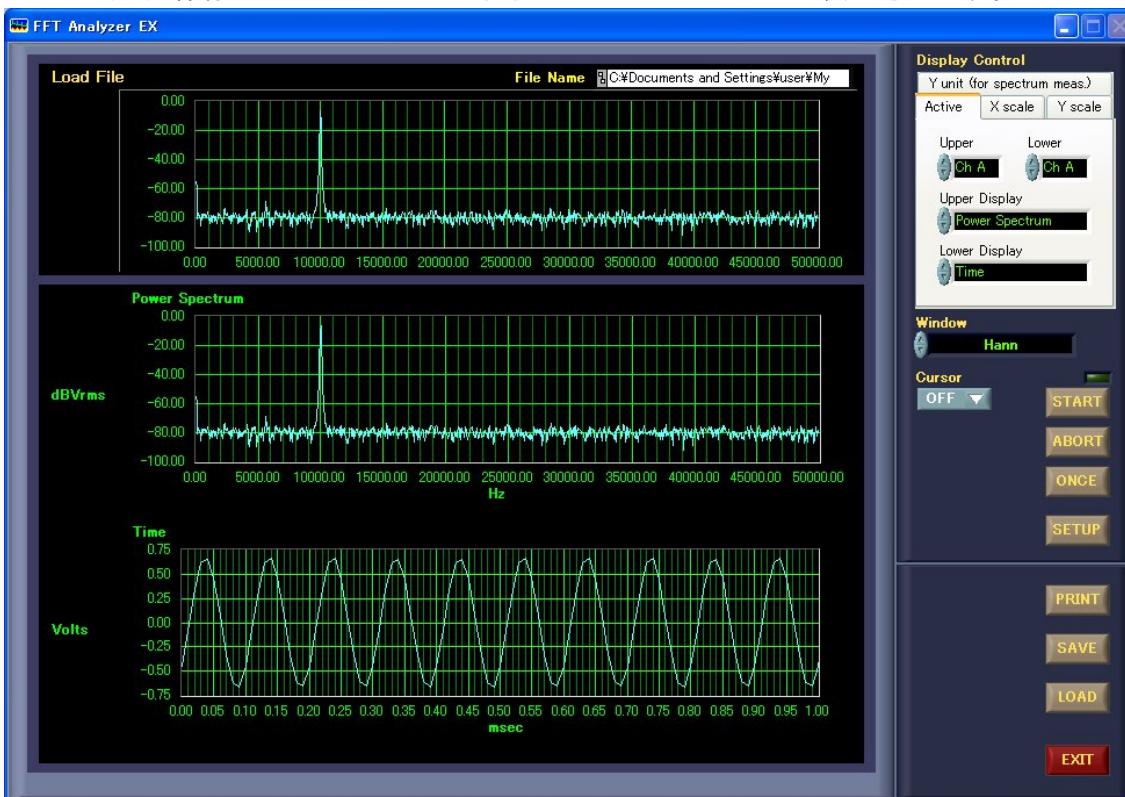 FFT Analyzer EX
Load File
File Name C:¥Documents and Settings¥user¥My
0.00
-20.00
-40.00
-60.00
-80.00
-100.00
0.00 5000.00 10000.00 15000.00 20000.00 25000.00 30000.00 35000.00 40000.00 45000.00 50000.00
Power Spectrum
0.00
-20.00
-40.00
dBVrms
-60.00
-80.00
-100.00
0.00 5000.00 10000.00 15000.00 20000.00 25000.00 30000.00 35000.00 40000.00 45000.00 50000.00
Hz
Time
0.75
0.50
0.25
0.00
Volts
-0.25
-0.50
-0.75
0.00 0.05 0.10 0.15 0.20 0.25 0.30 0.35 0.40 0.45 0.50 0.55 0.60 0.65 0.70 0.75 0.80 0.85 0.90 0.95 1.00
msec
Display Control
Y unit (for spectrum meas.)
Active X scale Y scale
Upper Lower
Ch A Ch A
Upper Display
Power Spectrum
Lower Display
Time
Window
Hann
Cursor
OFF
START
ABORT
ONCE
SETUP
PRINT
SAVE
LOAD
EXIT